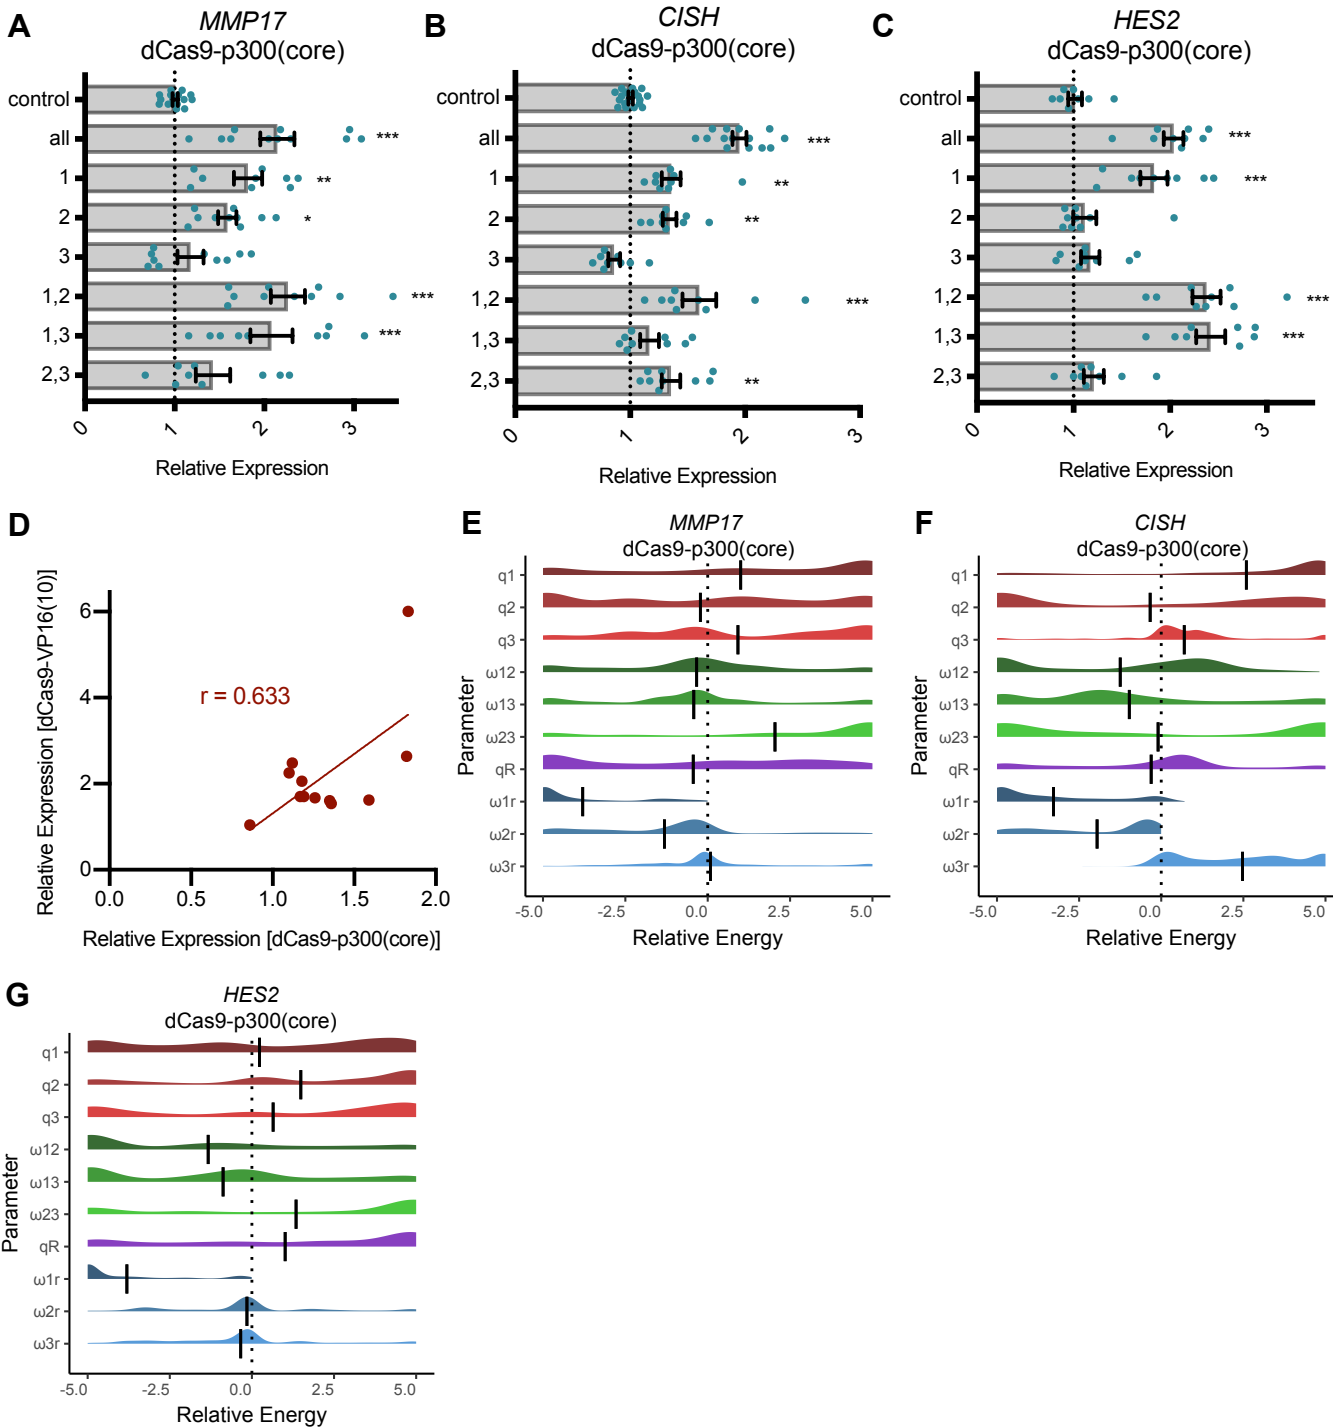 A
MMP17
dCas9-p300(core)
control
all
***
1
**
2
*
3
1,2
***
1,3
***
2,3
0
1
2
3
Relative Expression
B
CISH
dCas9-p300(core)
control
all
***
1
**
2
**
3
1,2
***
1,3
2,3
**
0
1
2
3
Relative Expression
C
HES2
dCas9-p300(core)
control
all
***
1
***
2
3
1,2
***
1,3
***
2,3
0
1
2
3
Relative Expression
D
Relative Expression [dCas9-VP16(10)]
6
4
2
0
r = 0.633
0.0
0.5
1.0
1.5
2.0
Relative Expression [dCas9-p300(core)]
E
MMP17
dCas9-p300(core)
Parameter
q1
q2
q3
ω12
ω13
ω23
qR
ω1r
ω2r
ω3r
-5.0
-2.5
0.0
2.5
5.0
Relative Energy
F
CISH
dCas9-p300(core)
Parameter
q1
q2
q3
ω12
ω13
ω23
qR
ω1r
ω2r
ω3r
-5.0
-2.5
0.0
2.5
5.0
Relative Energy
G
HES2
dCas9-p300(core)
Parameter
q1
q2
q3
ω12
ω13
ω23
qR
ω1r
ω2r
ω3r
-5.0
-2.5
0.0
2.5
5.0
Relative Energy